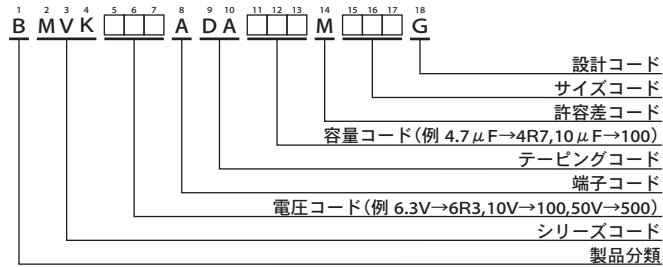 1 2 3 4 5 6 7 8 9 10 11 12 13 14 15 16 17 18
B MVK □□□ A DA □□□ M □□□ G
設計コード
サイズコード
許容差コード
容量コード(例 4.7μF→4R7,10μF→100)
テーピングコード
端子コード
電圧コード(例 6.3V→6R3,10V→100,50V→500)
シリーズコード
製品分類